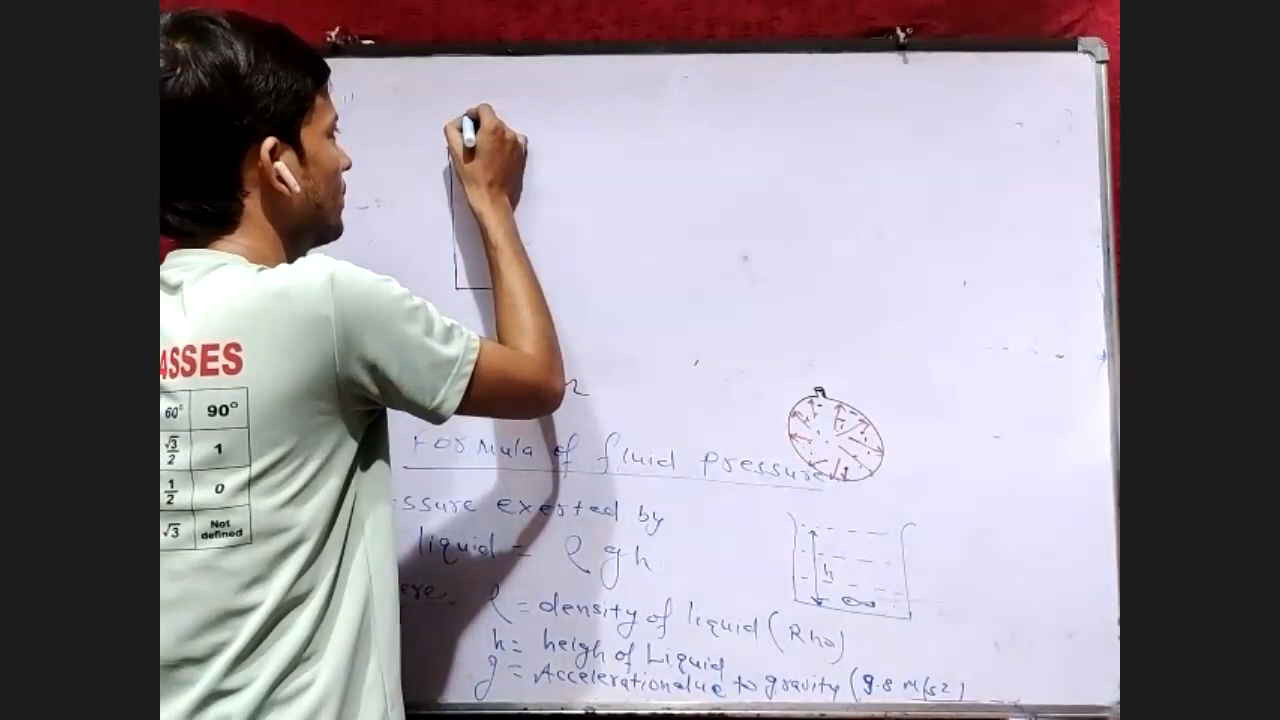 ASSES
60° 90°
√3/2 1
1/2 0
√3 Not defined
Formula of fluid pressure
ssure exerted by
liquid = ρgh
h
ere
ρ = density of liquid (Rho)
h = heigh of Liquid
g = Acceleration due to gravity (9.8 m/s2)